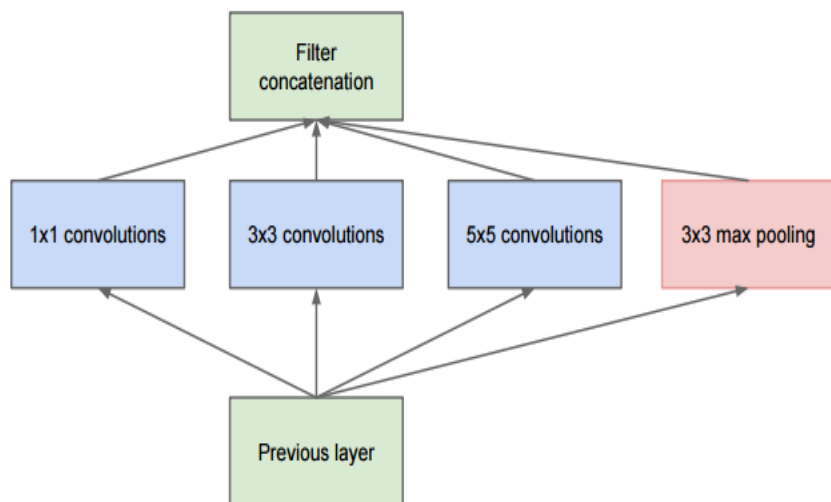 Filter
concatenation
1x1 convolutions
3x3 convolutions
5x5 convolutions
3x3 max pooling
Previous layer